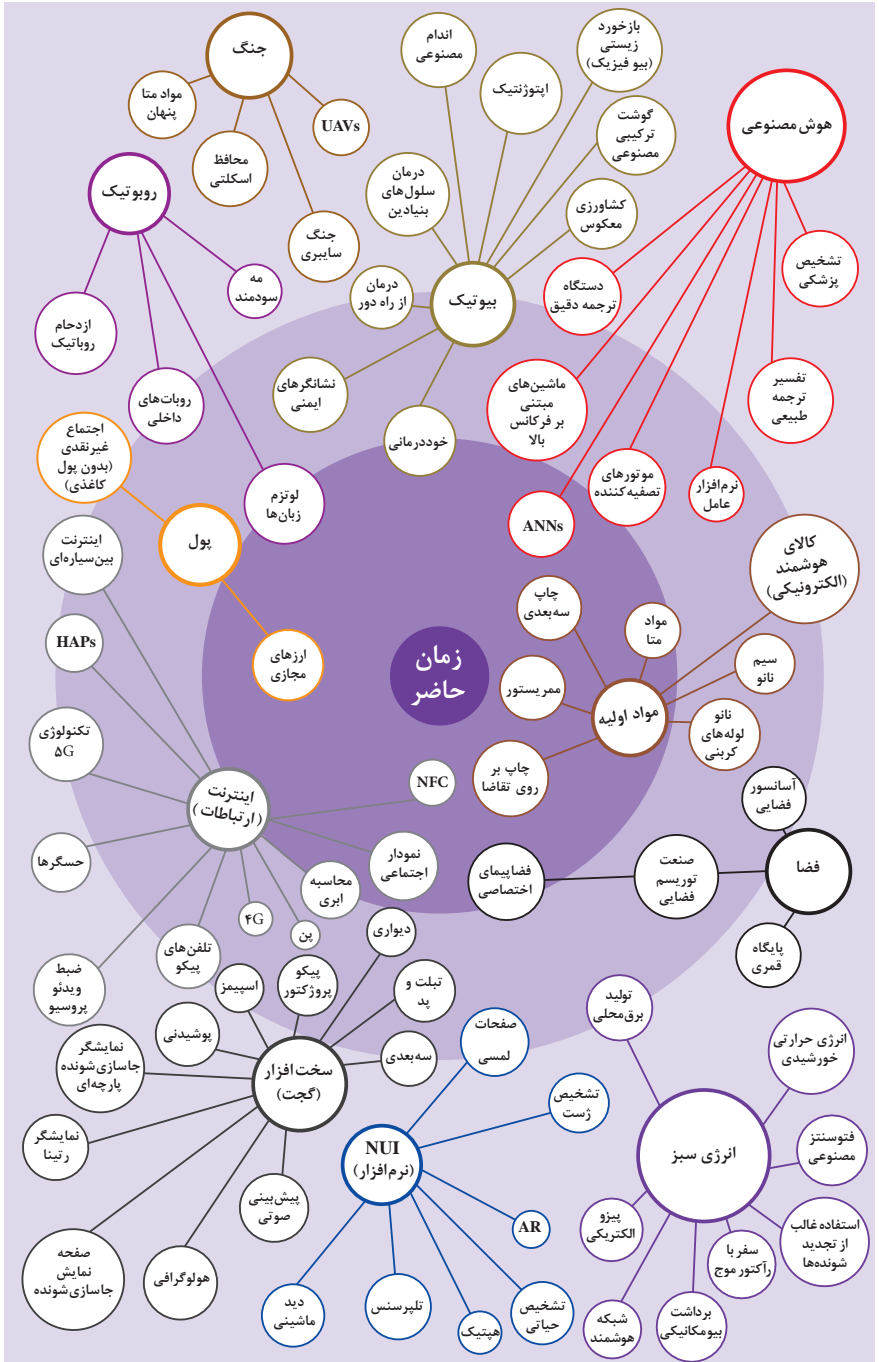 جنگ
مواد متا
پنهان
محافظ
اسکلتی
جنگ
سایبری
UAVs
بیوتیک
اندام
مصنوعی
اپتوژنتیک
بازخورد
زیستی
(بیو فیزیک)
گوشت
ترکیبی
مصنوعی
کشاورزی
معکوس
درمان
سلول‌های
بنیادین
درمان
از راه دور
نشانگرهای
ایمنی
خوددرمانی
هوش مصنوعی
تشخیص
پزشکی
تفسیر
ترجمه
طبیعی
نرم‌افزار
عامل
موتورهای
تصفیه‌کننده
ANNs
ماشین‌های
مبتنی
بر فرکانس
بالا
دستگاه
ترجمه دقیق
روبوتیک
مه
سودمند
ازدحام
روباتیک
روبات‌های
داخلی
لوتزم
زبان‌ها
پول
اجتماع
غیرنقدی
(بدون پول
کاغذی)
ارزهای
مجازی
زمان
حاضر
مواد اولیه
کالای
هوشمند
(الکترونیکی)
مواد
متا
چاپ
سه‌بعدی
ممریستور
چاپ بر
روی تقاضا
سیم
نانو
نانو
لوله‌های
کربنی
اینترنت
(ارتباطات)
اینترنت
بین‌سیاره‌ای
HAPs
تکنولوژی
۵G
حسگرها
ضبط
ویدئو
پروسیو
تلفن‌های
پیکو
۴G
پن
محاسبه
ابری
نمودار
اجتماعی
NFC
فضا
آسانسور
فضایی
صنعت
توریسم
فضایی
فضاپیمای
اختصاصی
پایگاه
قمری
سخت‌افزار
(گجت)
دیواری
پیکو
پروژکتور
اسپیمز
تبلت و
پد
سه‌بعدی
پوشیدنی
نمایشگر
جاسازی‌شونده
پارچه‌ای
نمایشگر
رتینا
پیش‌بینی
صوتی
هولوگرافی
صفحه
نمایش
جاسازی‌شونده
NUI
(نرم‌افزار)
صفحات
لمسی
تشخیص
ژست
AR
تشخیص
حیاتی
هپتیک
تلپرسنس
دید
ماشینی
انرژی سبز
تولید
برق‌محلی
انرژی حرارتی
خورشیدی
فتوسنتز
مصنوعی
استفاده غالب
از تجدید
شونده‌ها
سفر با
رآکتور موج
برداشت
بیومکانیکی
شبکه
هوشمند
پیزو
الکتریکی